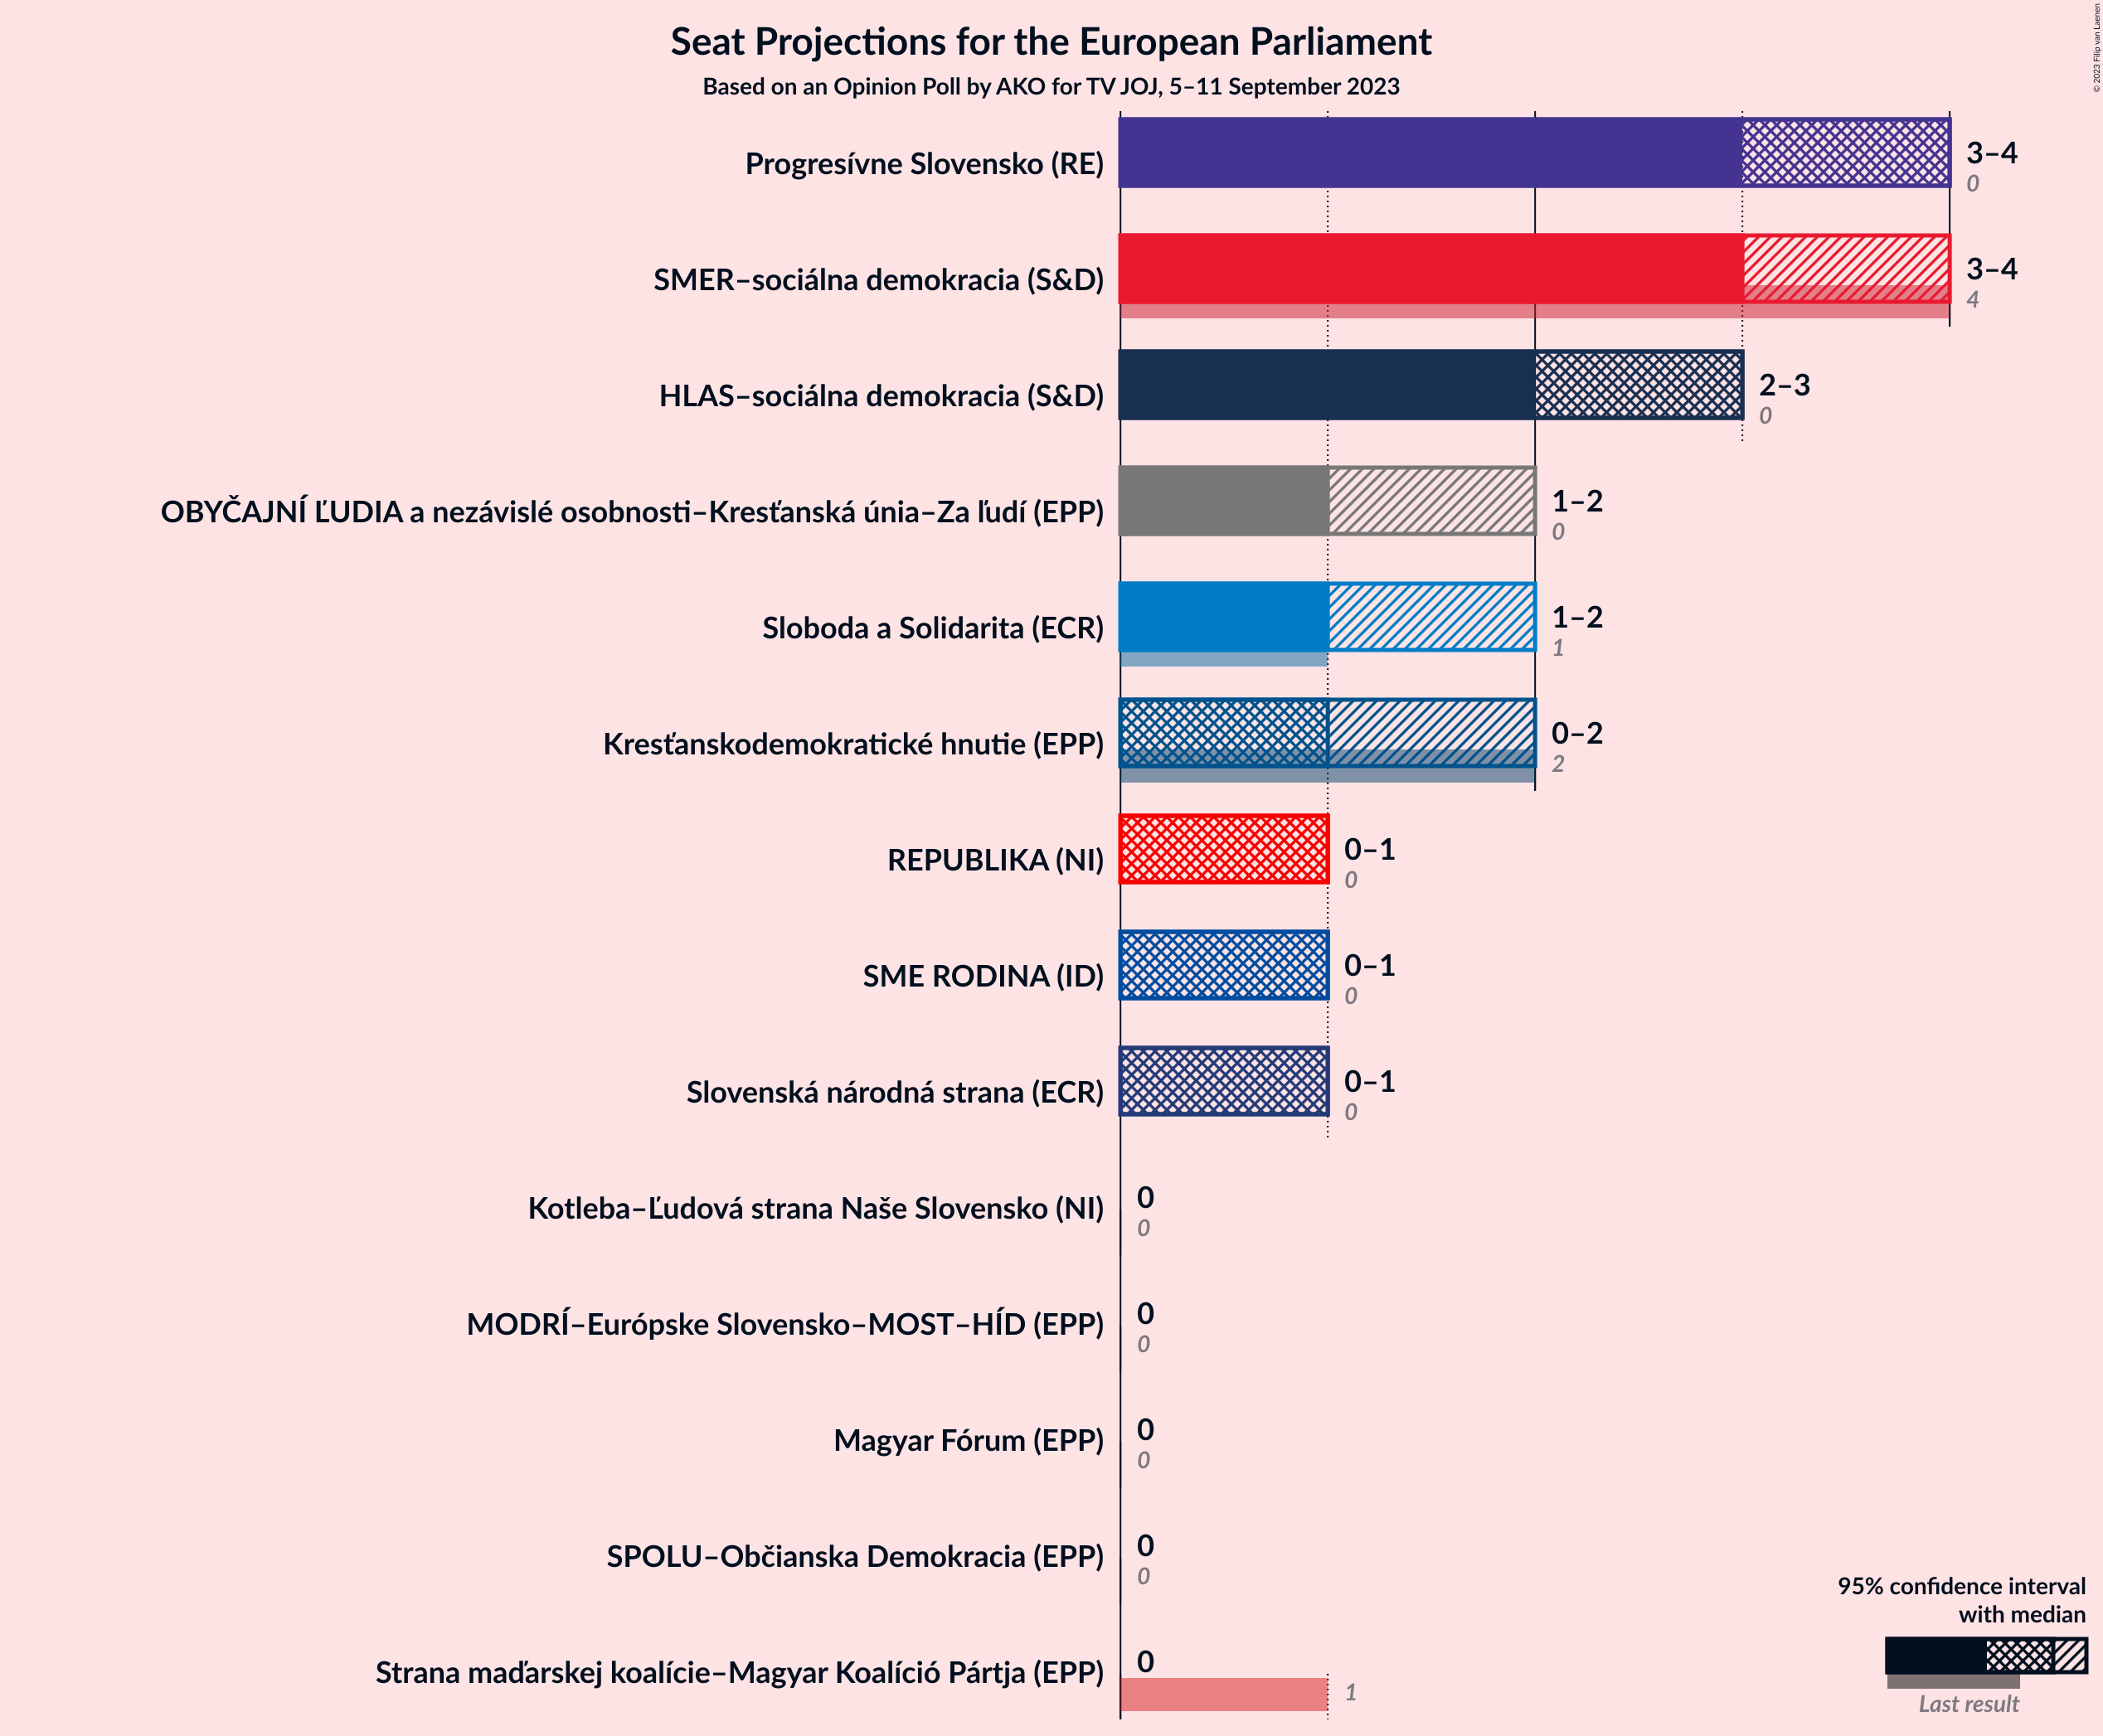 Seat Projections for the European Parliament
Based on an Opinion Poll by AKO for TV JOJ, 5–11 September 2023
© 2023 Filip van Laenen
Progresívne Slovensko (RE)
3–4
0
SMER–sociálna demokracia (S&D)
3–4
4
HLAS–sociálna demokracia (S&D)
2–3
0
OBYČAJNÍ ĽUDIA a nezávislé osobnosti–Kresťanská únia–Za ľudí (EPP)
1–2
0
Sloboda a Solidarita (ECR)
1–2
1
Kresťanskodemokratické hnutie (EPP)
0–2
2
REPUBLIKA (NI)
0–1
0
SME RODINA (ID)
0–1
0
Slovenská národná strana (ECR)
0–1
0
Kotleba–Ľudová strana Naše Slovensko (NI)
0
0
MODRÍ–Európske Slovensko–MOST–HÍD (EPP)
0
0
Magyar Fórum (EPP)
0
0
SPOLU–Občianska Demokracia (EPP)
0
0
Strana maďarskej koalície–Magyar Koalíció Pártja (EPP)
0
1
95% confidence interval
with median
Last result